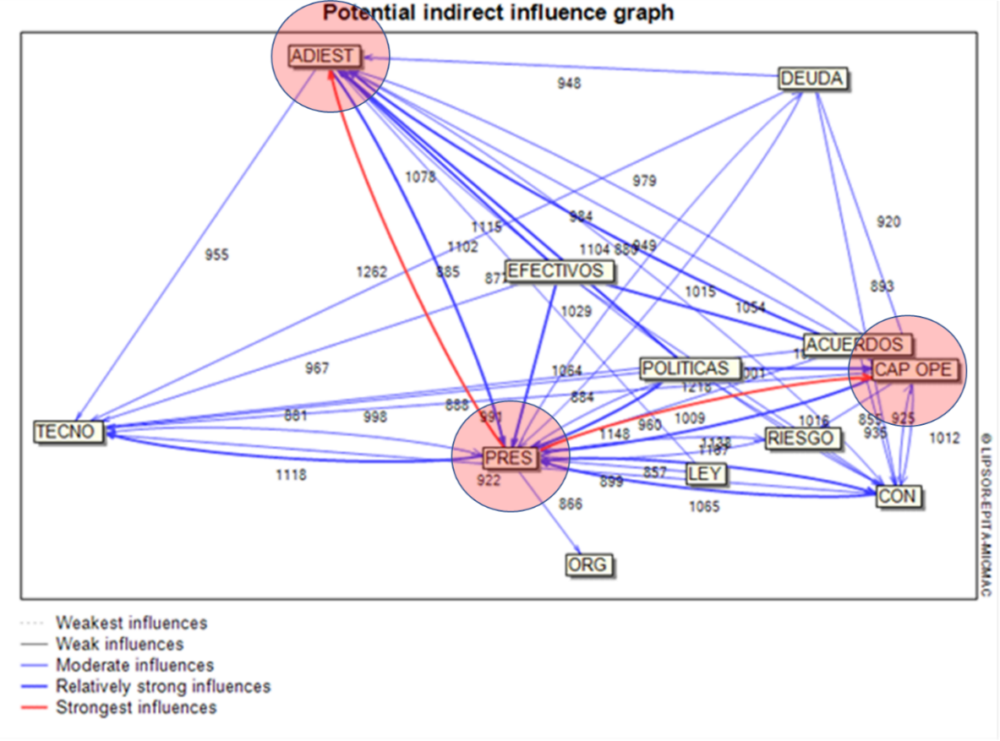 Potential indirect influence graph
ADIEST
DEUDA
948
1078
979
984
920
1115
1102
1104
949
955
1262
885
EFECTIVOS
893
1015
1029
1054
ACUERDOS
967
1064
POLITICAS
CAP OPE
1218
884
888
881
998
991
TECNO
960
1009
1016
925
935
1012
1148
RIESGO
PRES
1118
922
899
857
LEY
CON
866
1065
ORG
© LIPSOR-EPITA-MICMAC
Weakest influences
Weak influences
Moderate influences
Relatively strong influences
Strongest influences